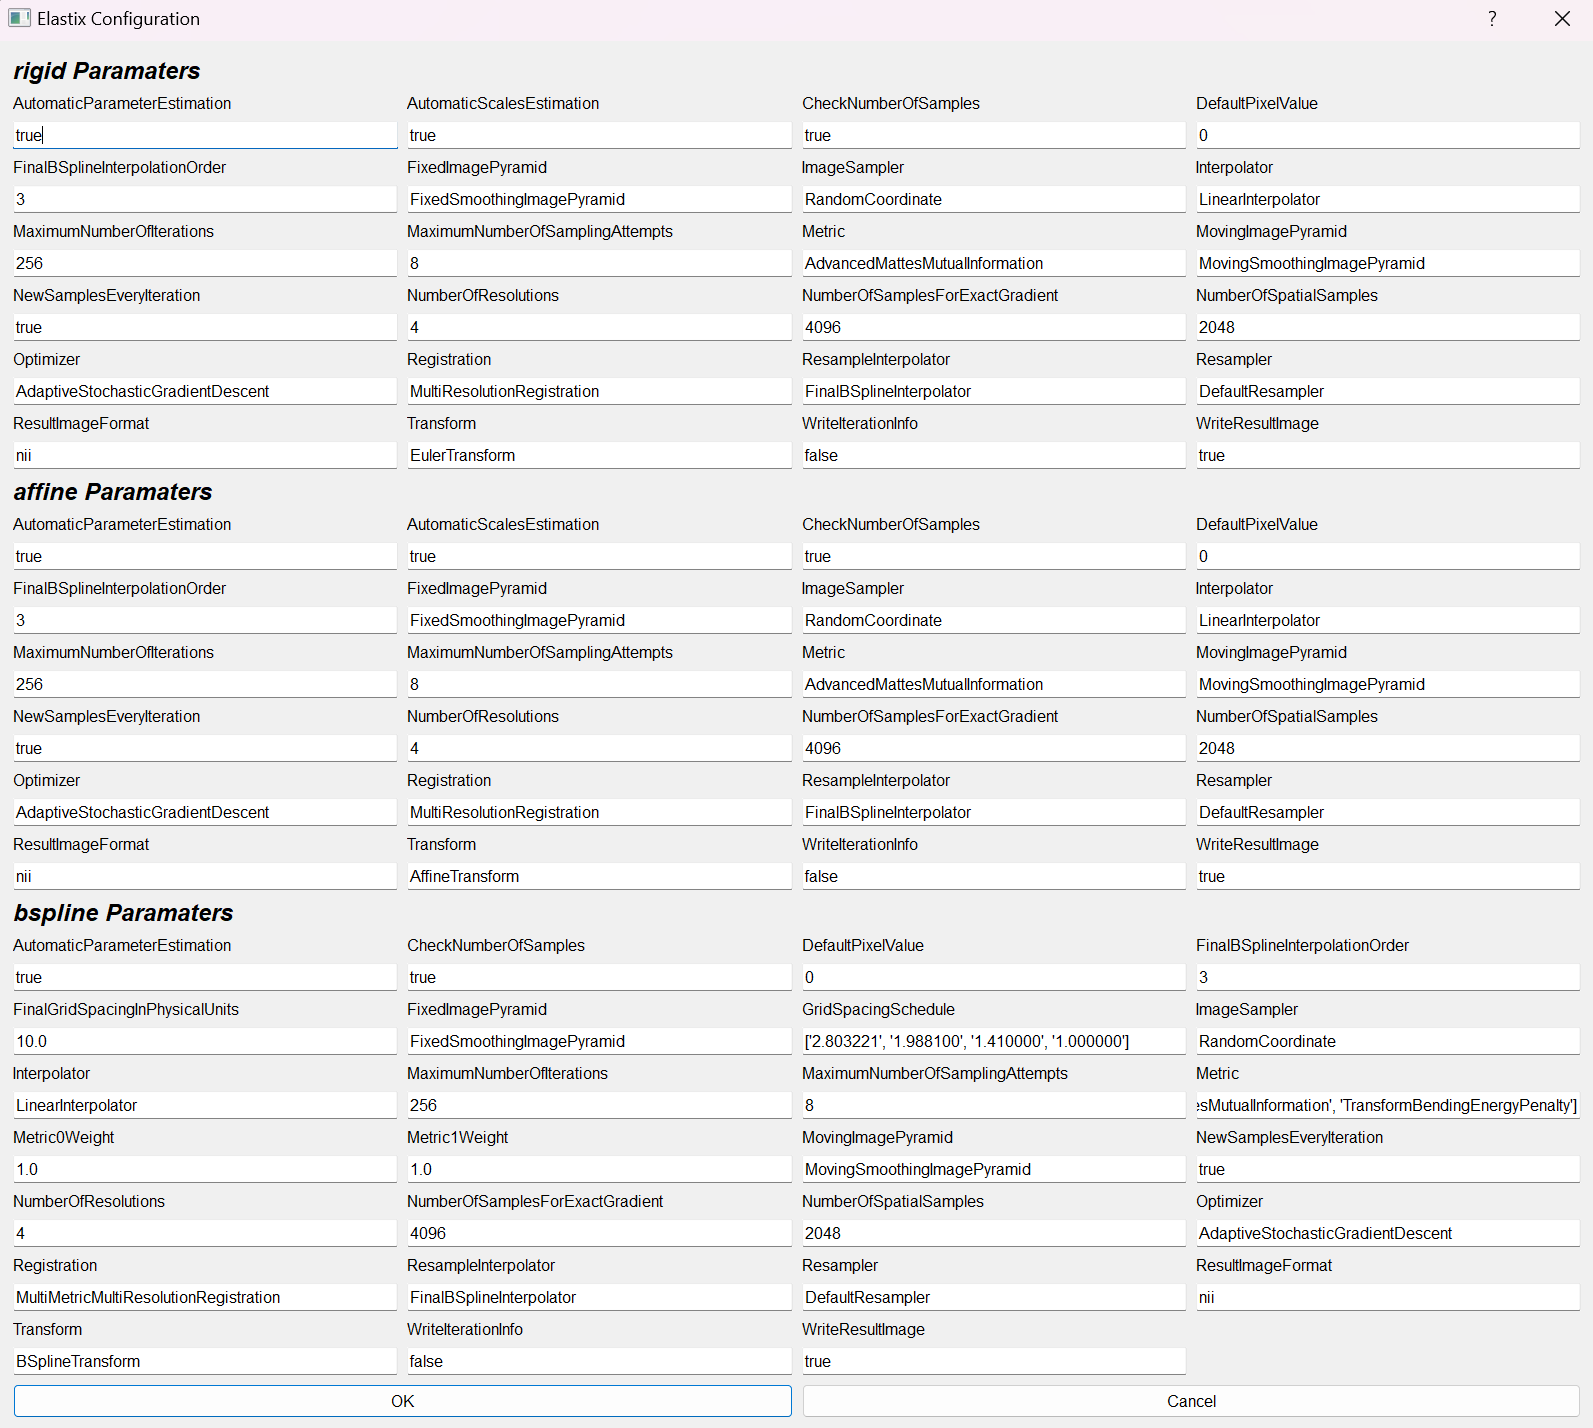 Elastix Configuration ?
rigid Paramaters
AutomaticParameterEstimation AutomaticScalesEstimation CheckNumberOfSamples DefaultPixelValue
true true true 0
FinalBSplineInterpolationOrder FixedImagePyramid ImageSampler Interpolator
3 FixedSmoothingImagePyramid RandomCoordinate LinearInterpolator
MaximumNumberOfIterations MaximumNumberOfSamplingAttempts Metric MovingImagePyramid
256 8 AdvancedMattesMutualInformation MovingSmoothingImagePyramid
NewSamplesEveryIteration NumberOfResolutions NumberOfSamplesForExactGradient NumberOfSpatialSamples
true 4 4096 2048
Optimizer Registration ResampleInterpolator Resampler
AdaptiveStochasticGradientDescent MultiResolutionRegistration FinalBSplineInterpolator DefaultResampler
ResultImageFormat Transform WriteIterationInfo WriteResultImage
nii EulerTransform false true
affine Paramaters
AutomaticParameterEstimation AutomaticScalesEstimation CheckNumberOfSamples DefaultPixelValue
true true true 0
FinalBSplineInterpolationOrder FixedImagePyramid ImageSampler Interpolator
3 FixedSmoothingImagePyramid RandomCoordinate LinearInterpolator
MaximumNumberOfIterations MaximumNumberOfSamplingAttempts Metric MovingImagePyramid
256 8 AdvancedMattesMutualInformation MovingSmoothingImagePyramid
NewSamplesEveryIteration NumberOfResolutions NumberOfSamplesForExactGradient NumberOfSpatialSamples
true 4 4096 2048
Optimizer Registration ResampleInterpolator Resampler
AdaptiveStochasticGradientDescent MultiResolutionRegistration FinalBSplineInterpolator DefaultResampler
ResultImageFormat Transform WriteIterationInfo WriteResultImage
nii AffineTransform false true
bspline Paramaters
AutomaticParameterEstimation CheckNumberOfSamples DefaultPixelValue FinalBSplineInterpolationOrder
true true 0 3
FinalGridSpacingInPhysicalUnits FixedImagePyramid GridSpacingSchedule ImageSampler
10.0 FixedSmoothingImagePyramid ['2.803221', '1.988100', '1.410000', '1.000000'] RandomCoordinate
Interpolator MaximumNumberOfIterations MaximumNumberOfSamplingAttempts Metric
LinearInterpolator 256 8 esMutualInformation', 'TransformBendingEnergyPenalty']
Metric0Weight Metric1Weight MovingImagePyramid NewSamplesEveryIteration
1.0 1.0 MovingSmoothingImagePyramid true
NumberOfResolutions NumberOfSamplesForExactGradient NumberOfSpatialSamples Optimizer
4 4096 2048 AdaptiveStochasticGradientDescent
Registration ResampleInterpolator Resampler ResultImageFormat
MultiMetricMultiResolutionRegistration FinalBSplineInterpolator DefaultResampler nii
Transform WriteIterationInfo WriteResultImage
BSplineTransform false true
OK Cancel